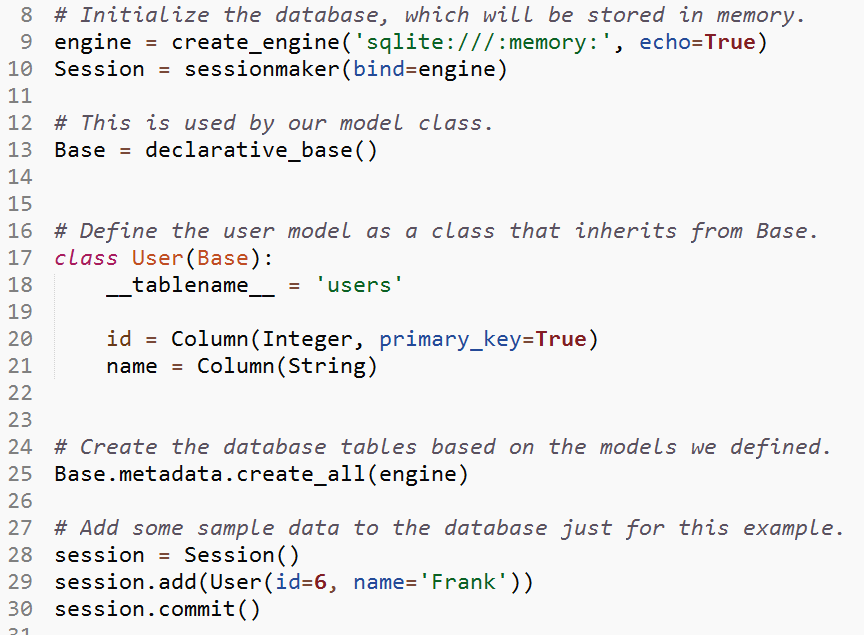 8 # Initialize the database, which will be stored in memory.
9 engine = create_engine('sqlite:///:memory:', echo=True)
10 Session = sessionmaker(bind=engine)
11
12 # This is used by our model class.
13 Base = declarative_base()
14
15
16 # Define the user model as a class that inherits from Base.
17 class User(Base):
18     __tablename__ = 'users'
19
20     id = Column(Integer, primary_key=True)
21     name = Column(String)
22
23
24 # Create the database tables based on the models we defined.
25 Base.metadata.create_all(engine)
26
27 # Add some sample data to the database just for this example.
28 session = Session()
29 session.add(User(id=6, name='Frank'))
30 session.commit()
31